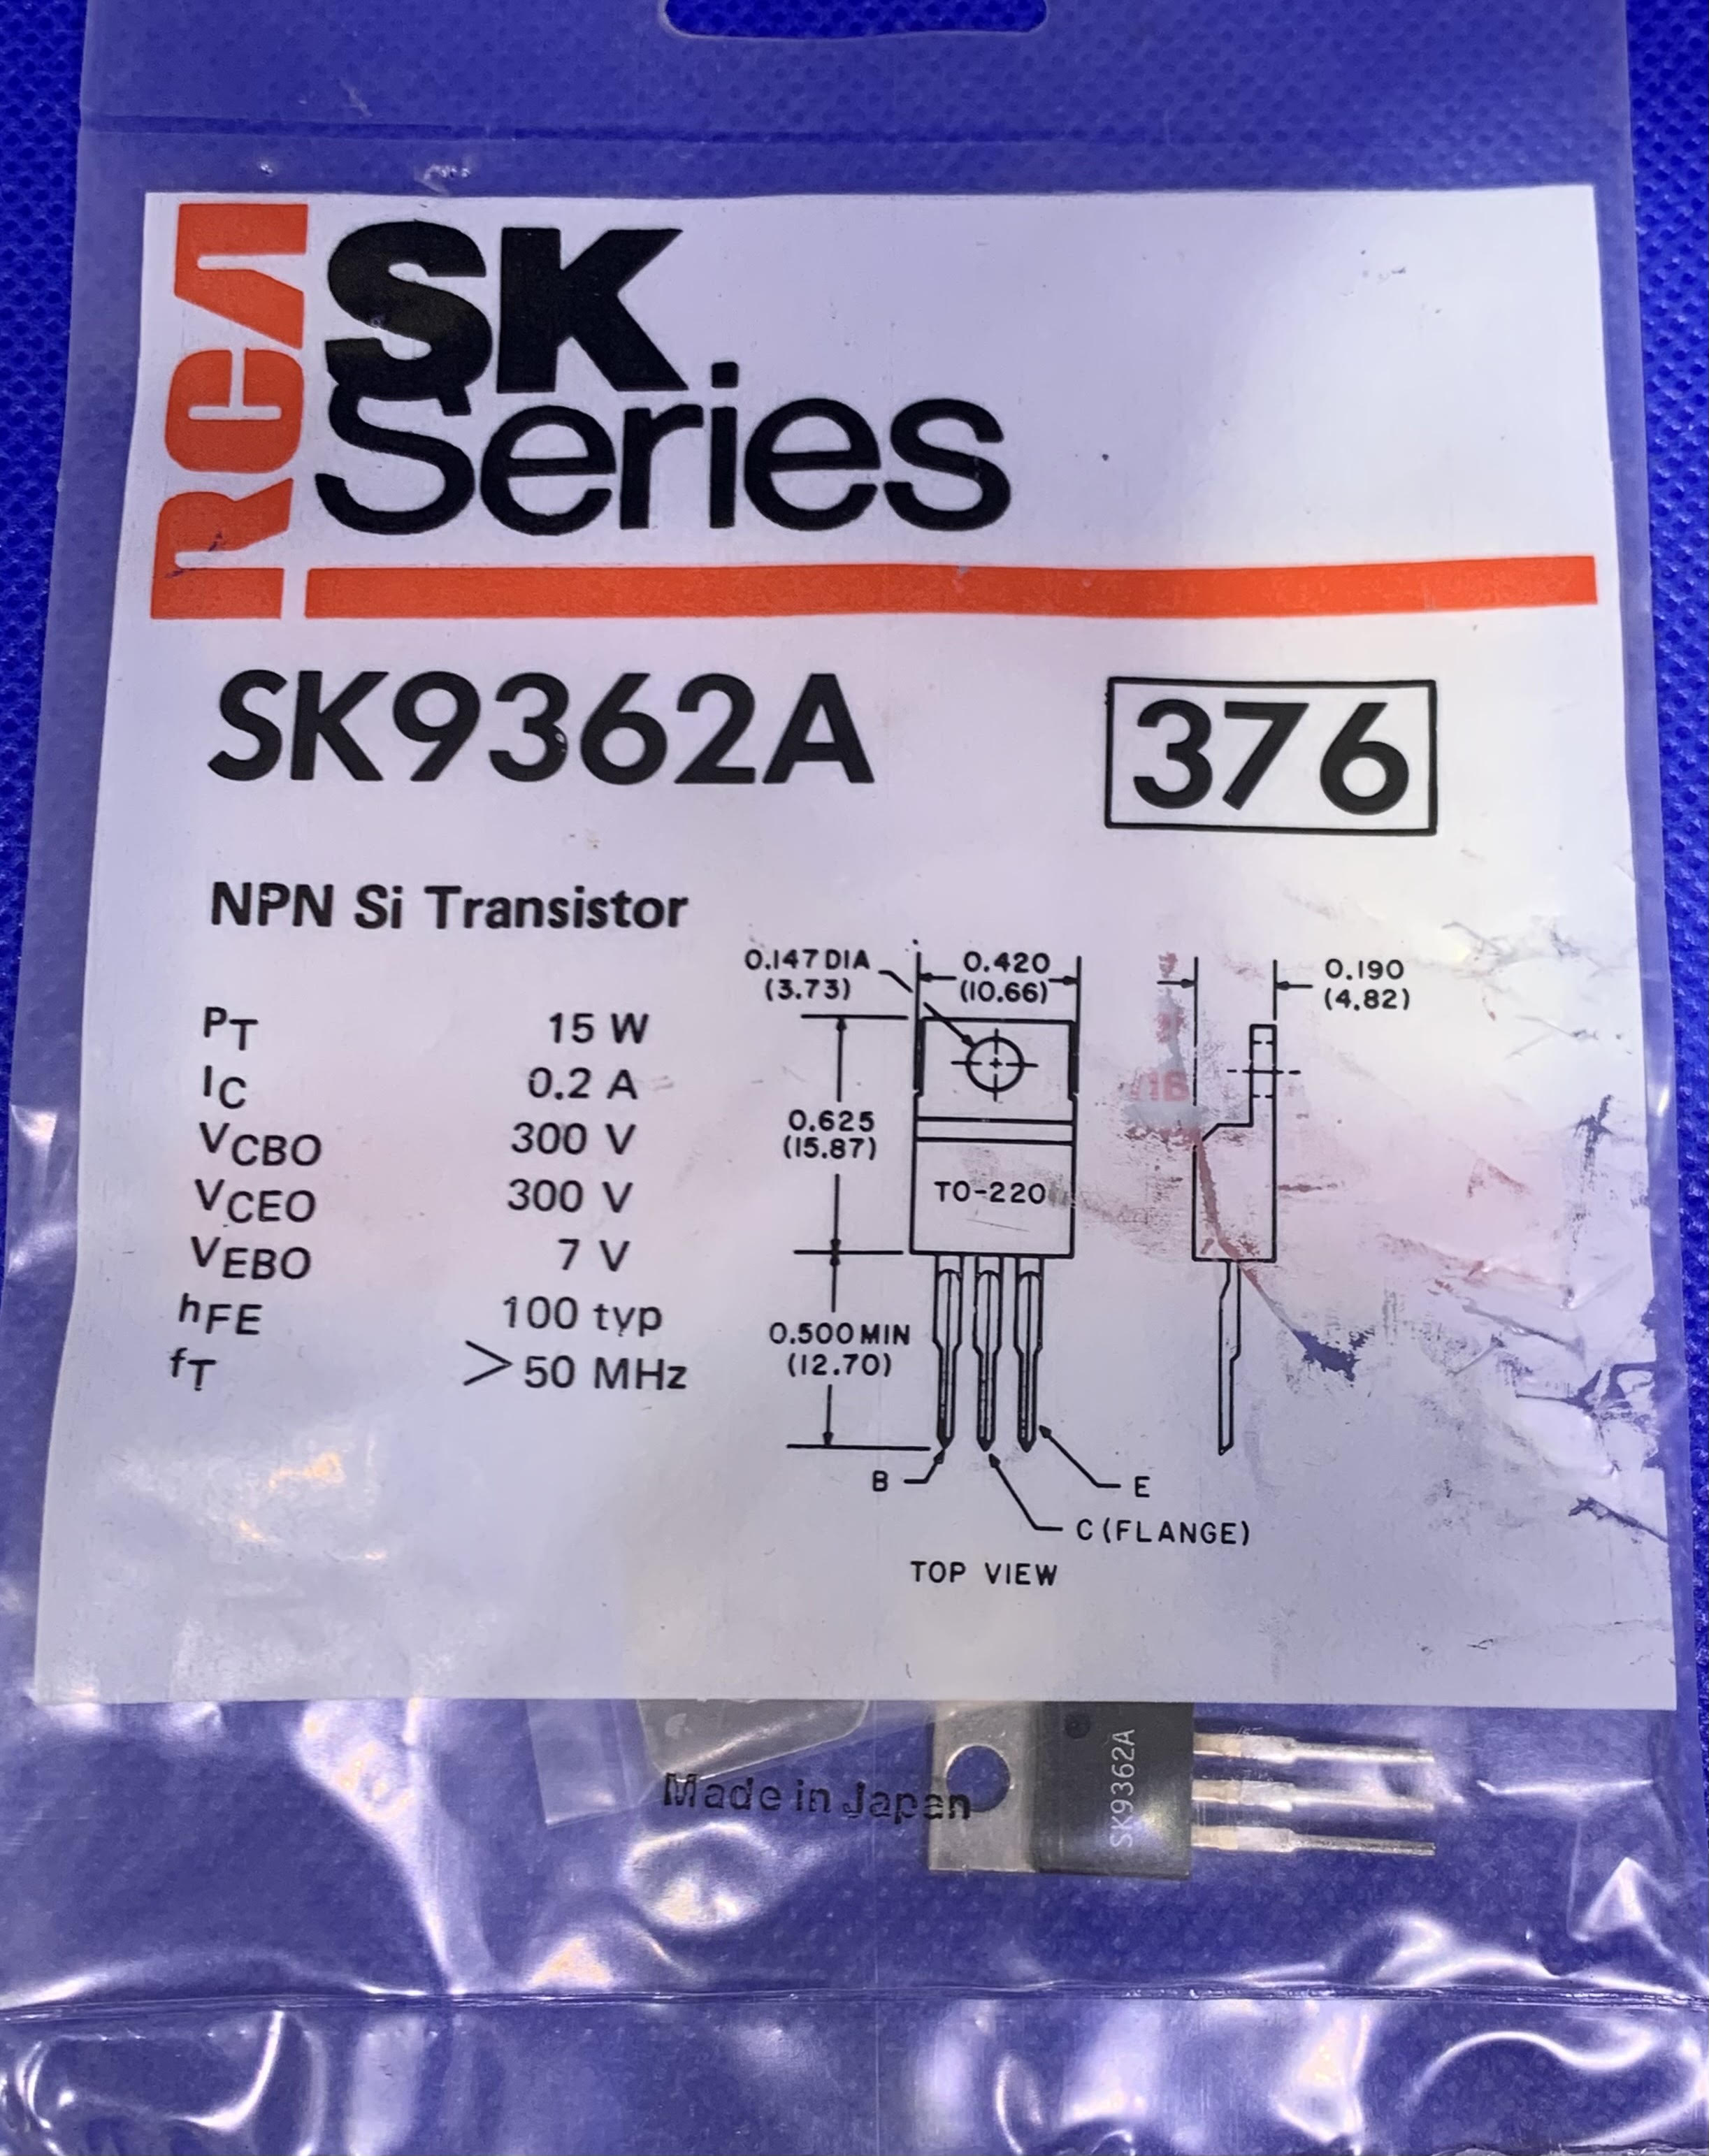 RCA
SK
Series
SK9362A
376
NPN Si Transistor
PT 15 W
IC 0.2 A
VCBO 300 V
VCEO 300 V
VEBO 7 V
hFE 100 typ
fT >50 MHz
0.147 DIA
(3.73)
0.420
(10.66)
0.190
(4.82)
0.625
(15.87)
TO-220
0.500 MIN
(12.70)
B
E
C (FLANGE)
TOP VIEW
Made in Japan
SK9362A